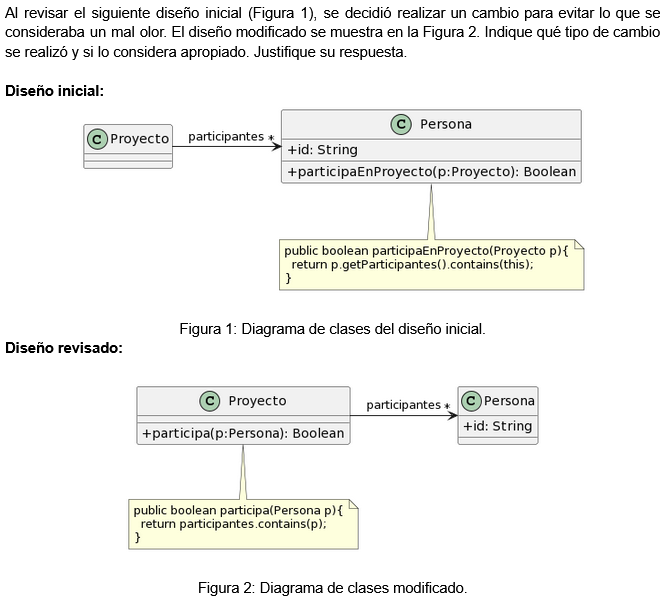 Al revisar el siguiente diseño inicial (Figura 1), se decidió realizar un cambio para evitar lo que se
consideraba un mal olor. El diseño modificado se muestra en la Figura 2. Indique qué tipo de cambio
se realizó y si lo considera apropiado. Justifique su respuesta.
Diseño inicial:
C Proyecto
participantes *
C Persona
+id: String
+participaEnProyecto(p:Proyecto): Boolean
public boolean participaEnProyecto(Proyecto p){
return p.getParticipantes().contains(this);
}
Figura 1: Diagrama de clases del diseño inicial.
Diseño revisado:
C Proyecto
+participa(p:Persona): Boolean
participantes *
C Persona
+id: String
public boolean participa(Persona p){
return participantes.contains(p);
}
Figura 2: Diagrama de clases modificado.